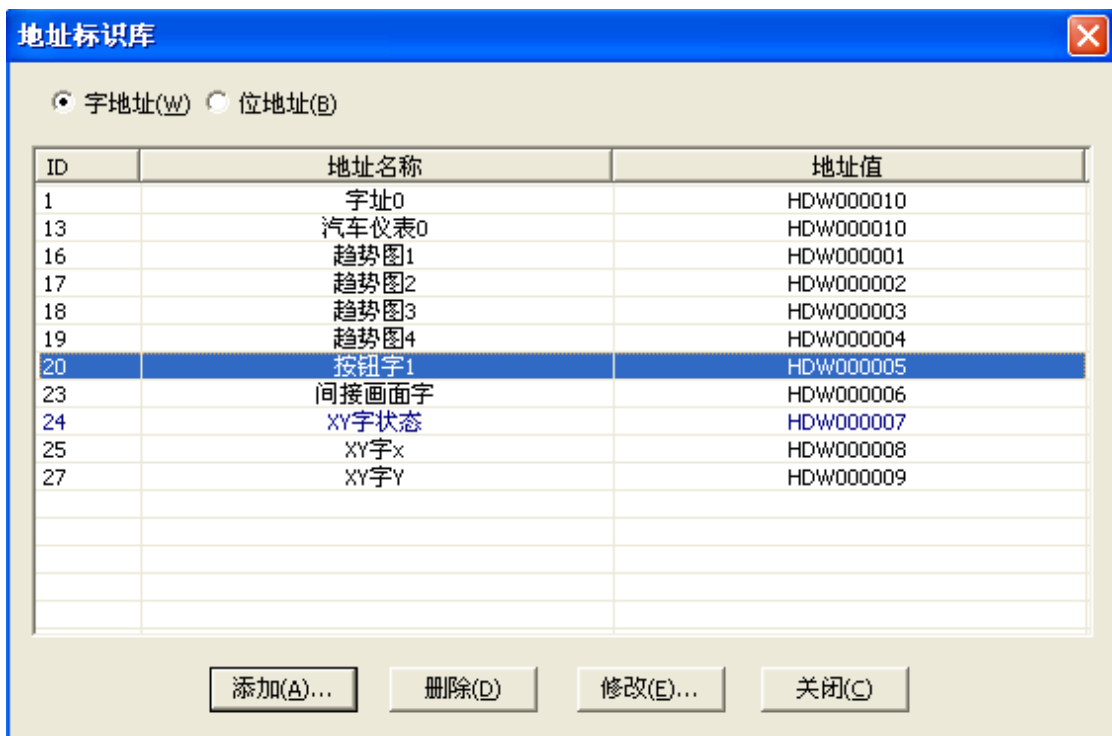 地址标识库
字地址(W) 位地址(B)
ID 地址名称 地址值
1 字址0 HDW000010
13 汽车仪表0 HDW000010
16 趋势图1 HDW000001
17 趋势图2 HDW000002
18 趋势图3 HDW000003
19 趋势图4 HDW000004
20 按钮字1 HDW000005
23 间接画面字 HDW000006
24 XY字状态 HDW000007
25 XY字x HDW000008
27 XY字Y HDW000009
添加(A)... 删除(D) 修改(E)... 关闭(C)